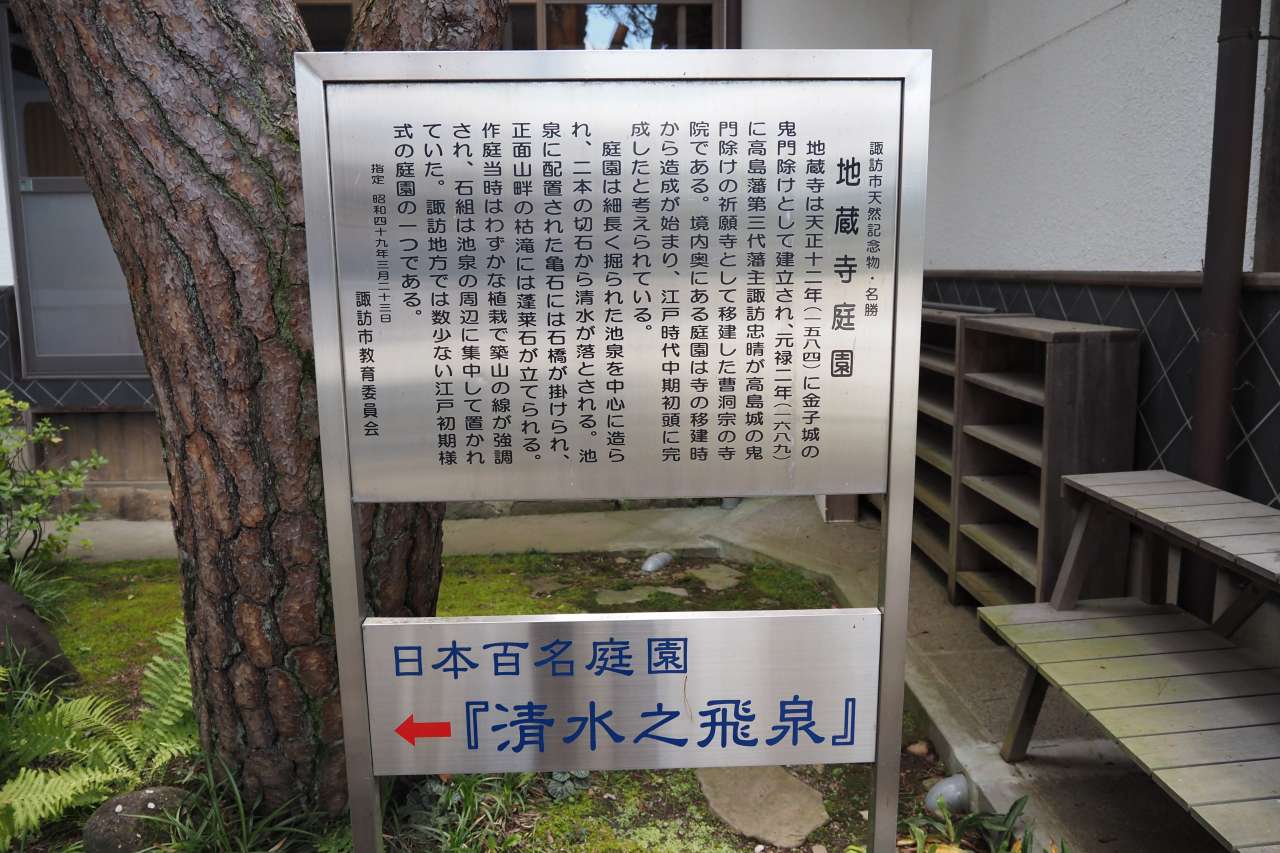 諏訪市天然記念物・名勝
地蔵寺庭園
地蔵寺は天正十二年(一五八四)に金子城の
鬼門除けとして建立され、元禄二年(一六八九)
に高島藩第三代藩主諏訪忠晴が高島城の鬼
門除けの祈願寺として移建した曹洞宗の寺
院である。境内奥にある庭園は寺の移建時
から造成が始まり、江戸時代中期初頭に完
成したと考えられている。
庭園は細長く掘られた池泉を中心に造ら
れ、二本の切石から清水が落とされる。池
泉に配置された亀石には石橋が掛けられ、
正面山畔の枯滝には蓬莱石が立てられる。
作庭当時はわずかな植栽で築山の線が強調
され、石組は池泉の周辺に集中して置かれ
ていた。諏訪地方では数少ない江戸初期様
式の庭園の一つである。
指定 昭和四十九年三月二十三日
諏訪市教育委員会
日本百名庭園
『清水之飛泉』